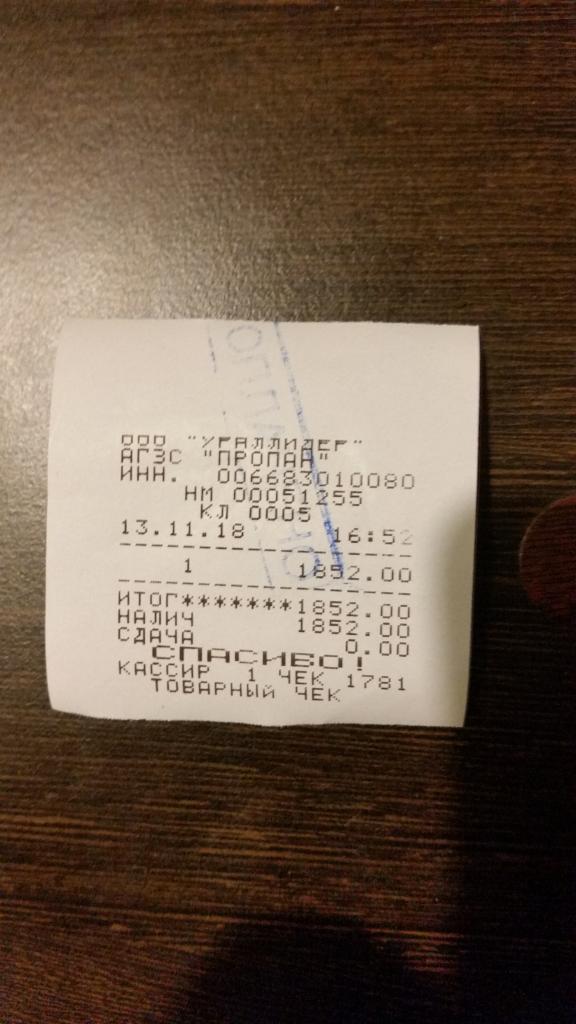 ООО "УРАЛЛИДЕР"
АГЗС "ПРОПАН"
ИНН. 006683010080
НМ 00051255
КЛ 0005
13.11.18 16:52
1 1852.00
ИТОГ*******1852.00
НАЛИЧ 1852.00
СДАЧА 0.00
СПАСИБО!
КАССИР 1 ЧЕК 1781
ТОВАРНЫЙ ЧЕК